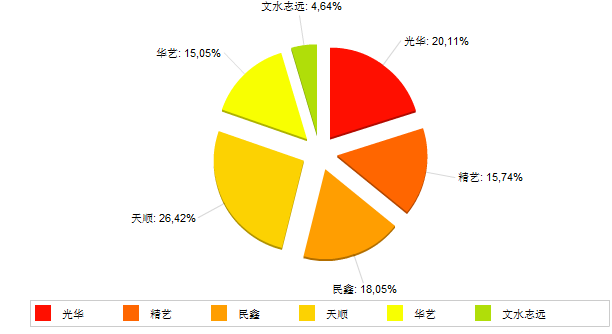 文水志远: 4,64%
光华: 20,11%
华艺: 15,05%
精艺: 15,74%
天顺: 26,42%
民鑫: 18,05%
光华 精艺 民鑫 天顺 华艺 文水志远